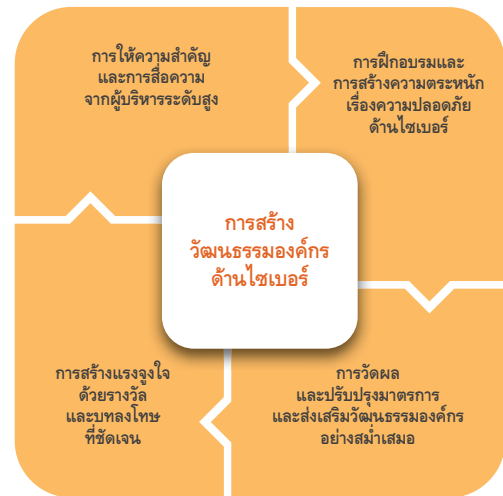 การให้ความสำคัญ
และการสื่อความ
จากผู้บริหารระดับสูง
การฝึกอบรมและ
การสร้างความตระหนัก
เรื่องความปลอดภัย
ด้านไซเบอร์
การสร้าง
วัฒนธรรมองค์กร
ด้านไซเบอร์
การสร้างแรงจูงใจ
ด้วยรางวัล
และบทลงโทษ
ที่ชัดเจน
การวัดผล
และปรับปรุงมาตรการ
และส่งเสริมวัฒนธรรมองค์กร
อย่างสม่ำเสมอ